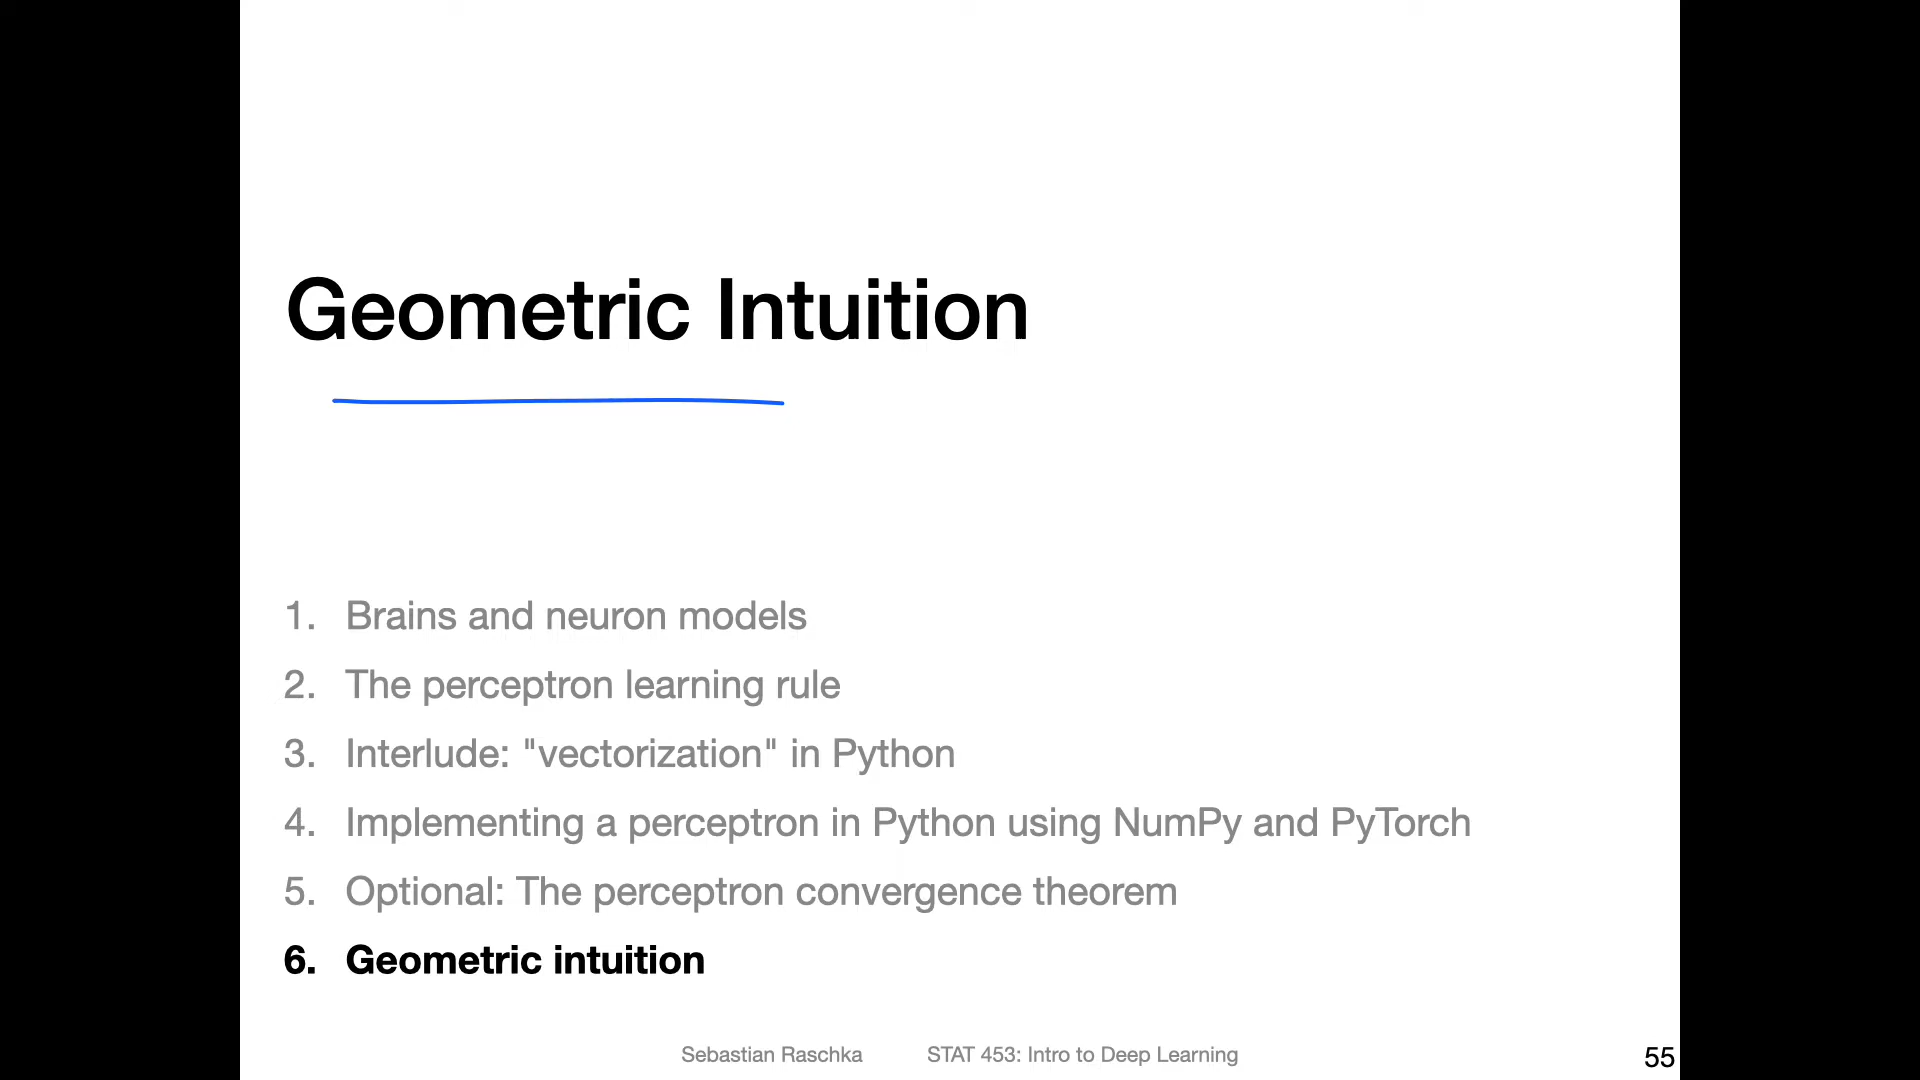 Geometric Intuition
1. Brains and neuron models
2. The perceptron learning rule
3. Interlude: "vectorization" in Python
4. Implementing a perceptron in Python using NumPy and PyTorch
5. Optional: The perceptron convergence theorem
6. Geometric intuition
Sebastian Raschka STAT 453: Intro to Deep Learning 55